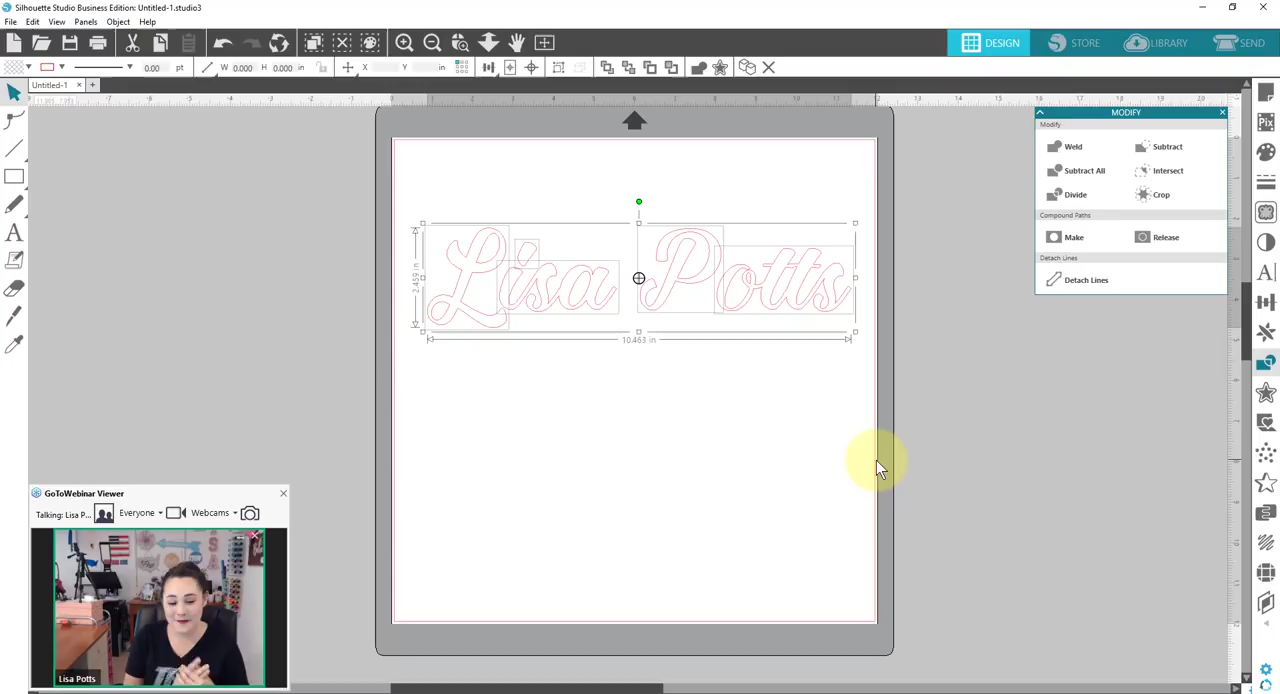 Silhouette Studio Business Edition: Untitled-1.studio3
File Edit View Panels Object Help
DESIGN STORE LIBRARY SEND
0.00 pt W 0.000 H 0.000 in X Y in
Untitled-1
MODIFY
Modify
Weld Subtract
Subtract All Intersect
Divide Crop
Compound Paths
Make Release
Detach Lines
Detach Lines
Lisa Potts
2.459 in
10.463 in
GoToWebinar Viewer
Talking: Lisa P... Everyone Webcams
Lisa Potts